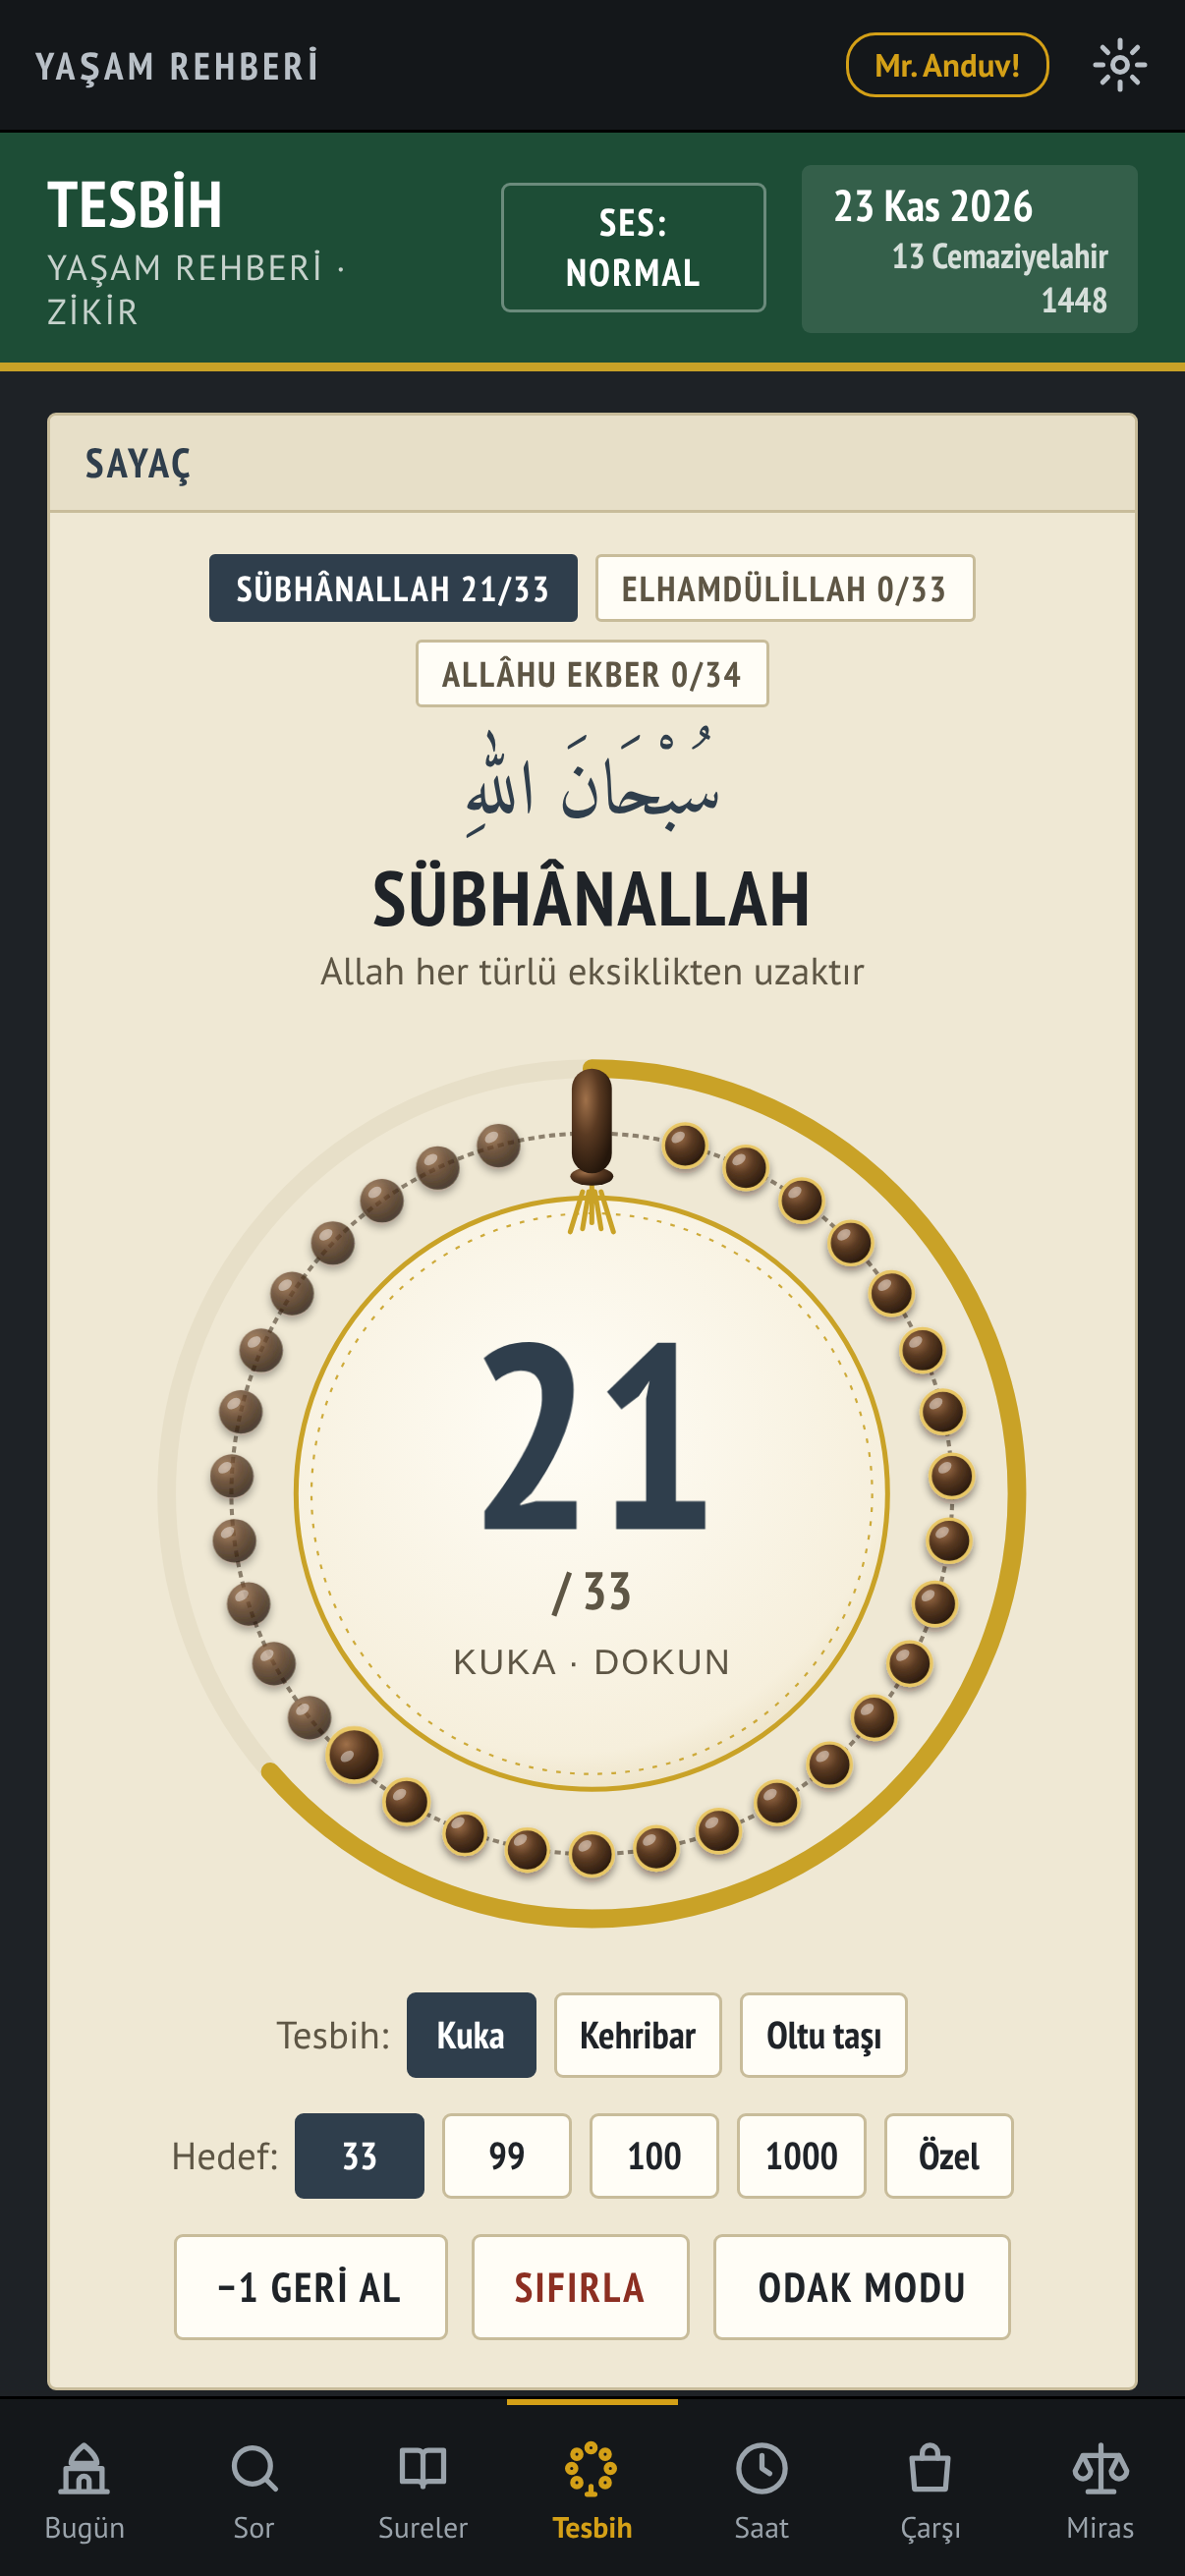 YAŞAM REHBERİ
Mr. Anduv!
TESBİH
YAŞAM REHBERİ ·
ZİKİR
SES:
NORMAL
23 Kas 2026
13 Cemaziyelahir
1448
SAYAÇ
SÜBHÂNALLAH 21/33
ELHAMDÜLİLLAH 0/33
ALLÂHU EKBER 0/34
سُبْحَانَ اللّٰهِ
SÜBHÂNALLAH
Allah her türlü eksiklikten uzaktır
21
/ 33
KUKA · DOKUN
Tesbih: Kuka Kehribar Oltu taşı
Hedef: 33 99 100 1000 Özel
−1 GERİ AL SIFIRLA ODAK MODU
Bugün Sor Sureler Tesbih Saat Çarşı Miras